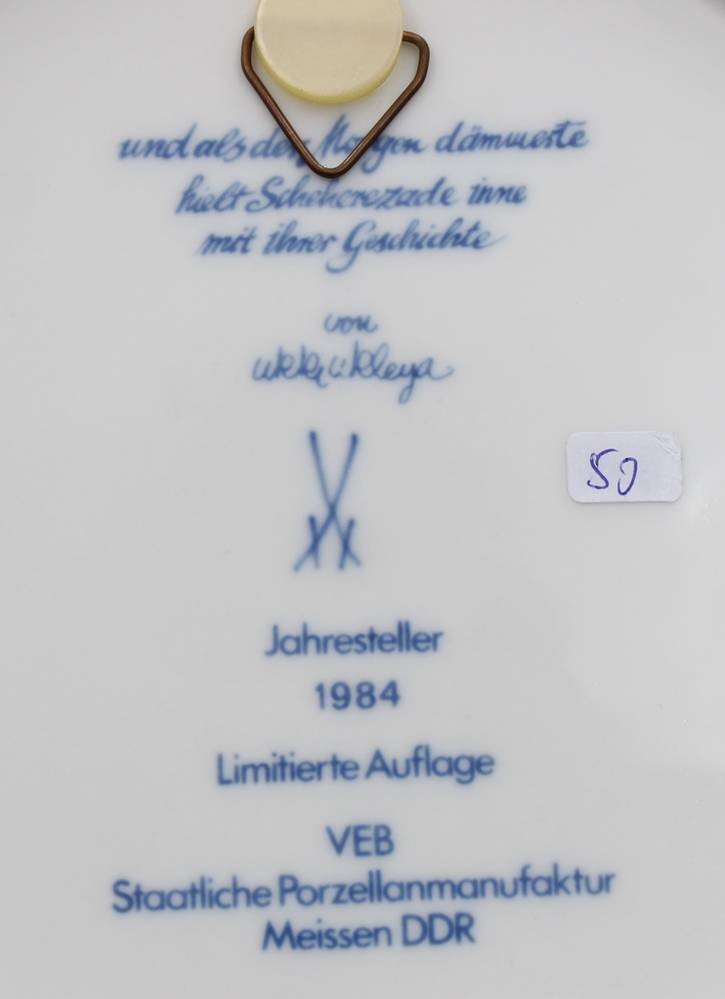 und als der Morgen dämmerte
hielt Scheherezade inne
mit ihrer Geschichte
von
50
Jahresteller
1984
Limitierte Auflage
VEB
Staatliche Porzellanmanufaktur
Meissen DDR